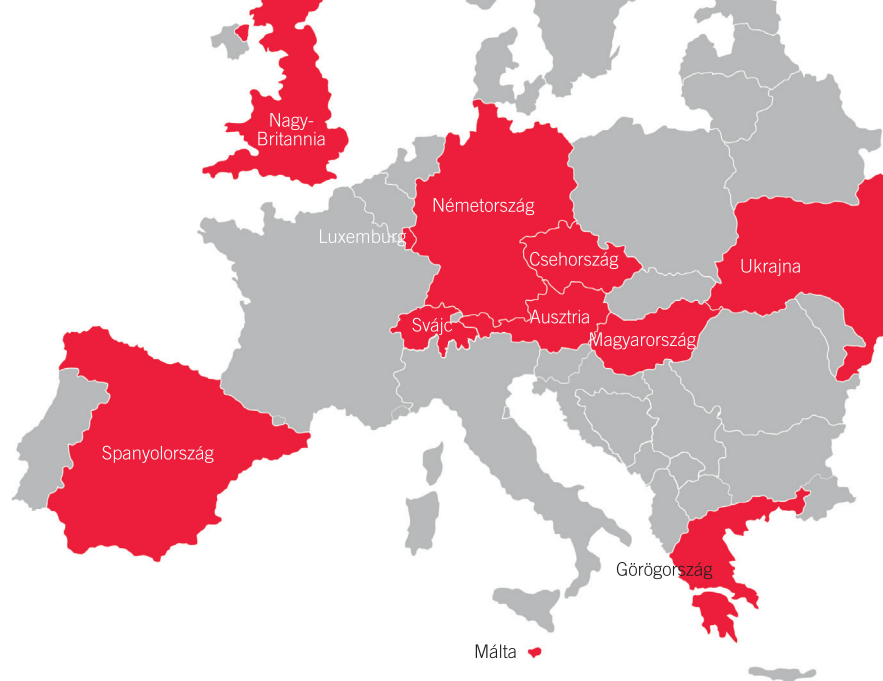 Nagy-
Britannia
Németország
Luxemburg
Csehország
Ukrajna
Ausztria
Svájc
Magyarország
Spanyolország
Görögország
Málta